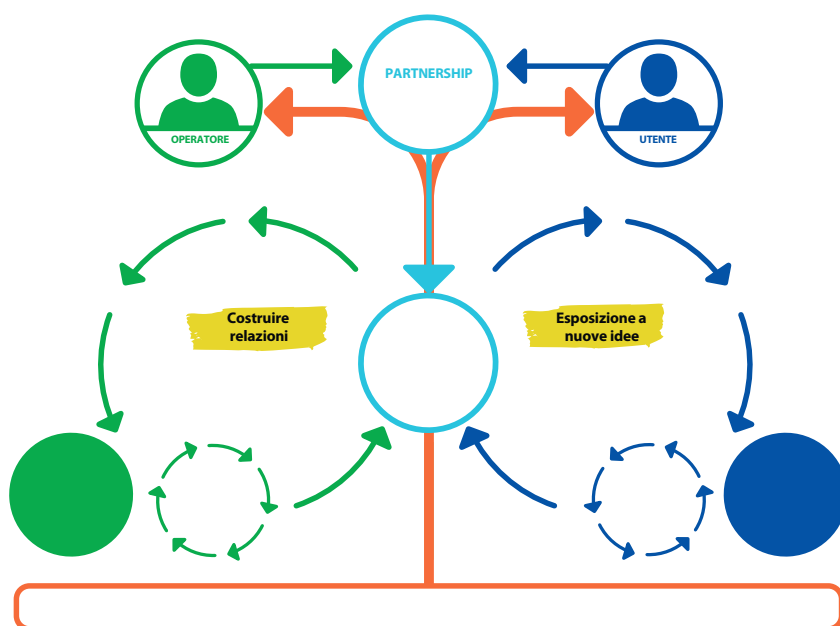 PARTNERSHIP
OPERATORE
UTENTE
Costruire
relazioni
Esposizione a
nuove idee